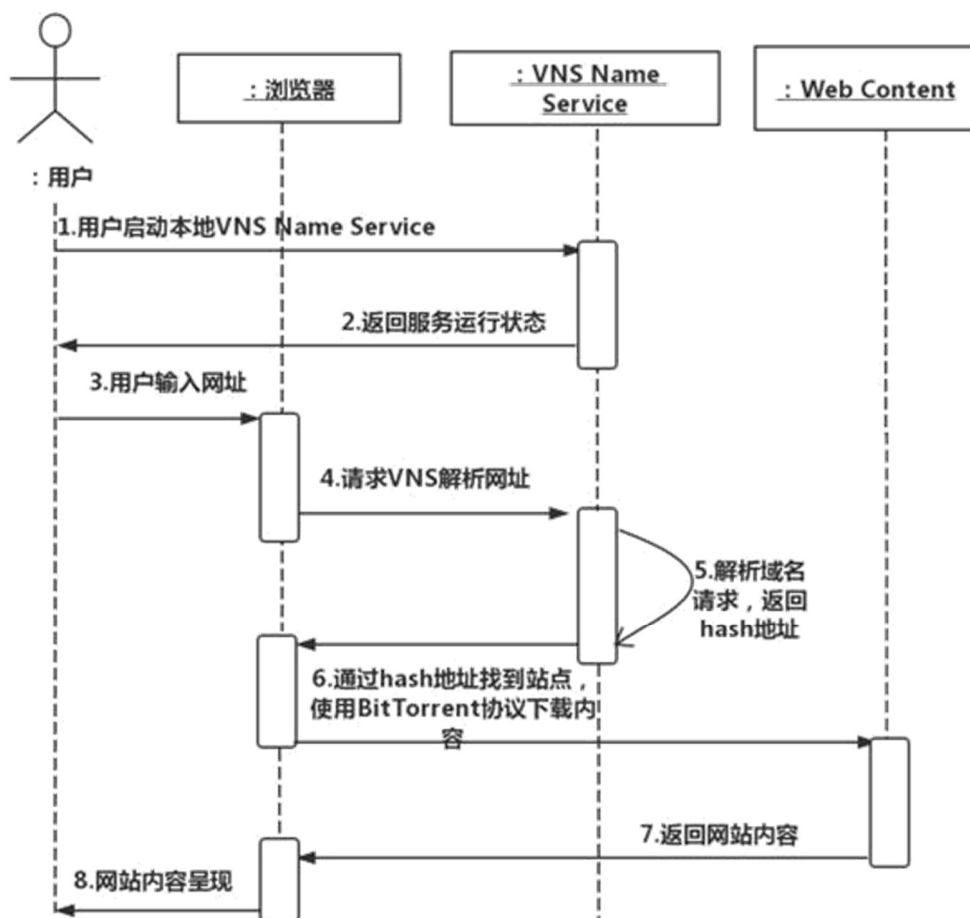 ：浏览器
：VNS Name
Service
：Web Content
：用户
1.用户启动本地VNS Name Service
2.返回服务运行状态
3.用户输入网址
4.请求VNS解析网址
5.解析域名
请求，返回
hash地址
6.通过hash地址找到站点，
使用BitTorrent协议下载内
容
7.返回网站内容
8.网站内容呈现